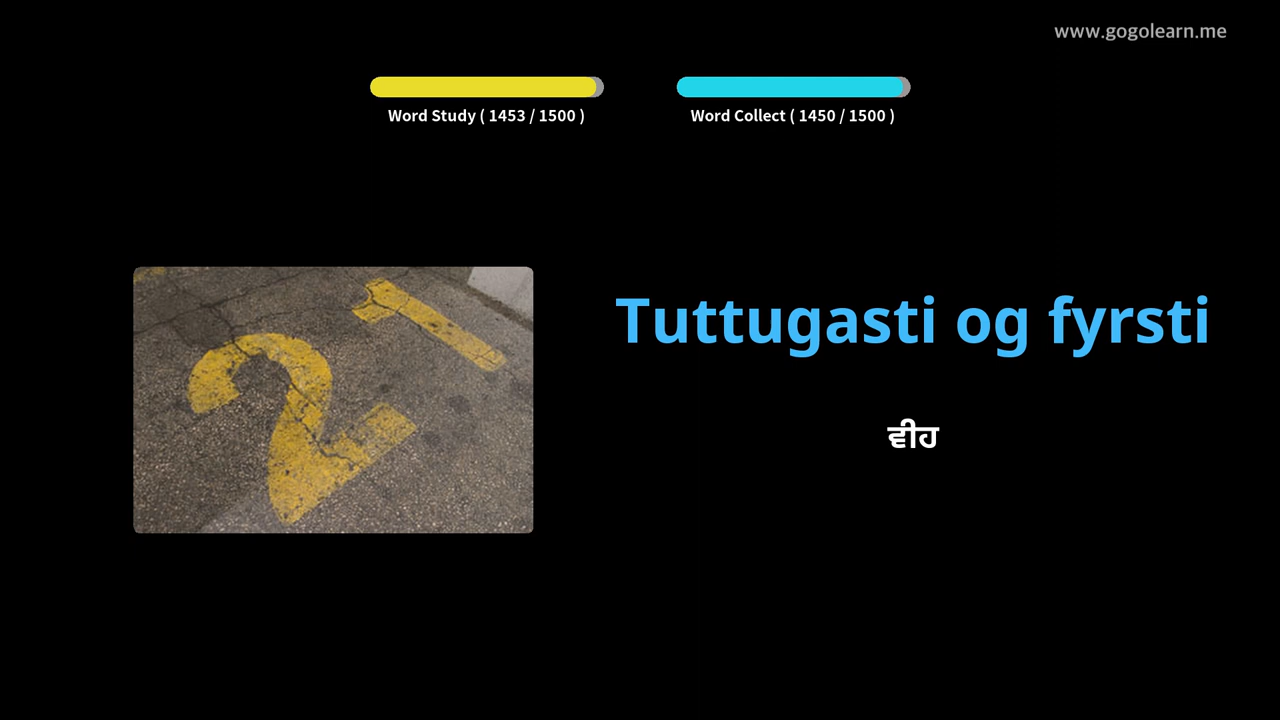 www.gogolearn.me
Word Study ( 1453 / 1500 )
Word Collect ( 1450 / 1500 )
21
Tuttugasti og fyrsti
ਵੀਹ